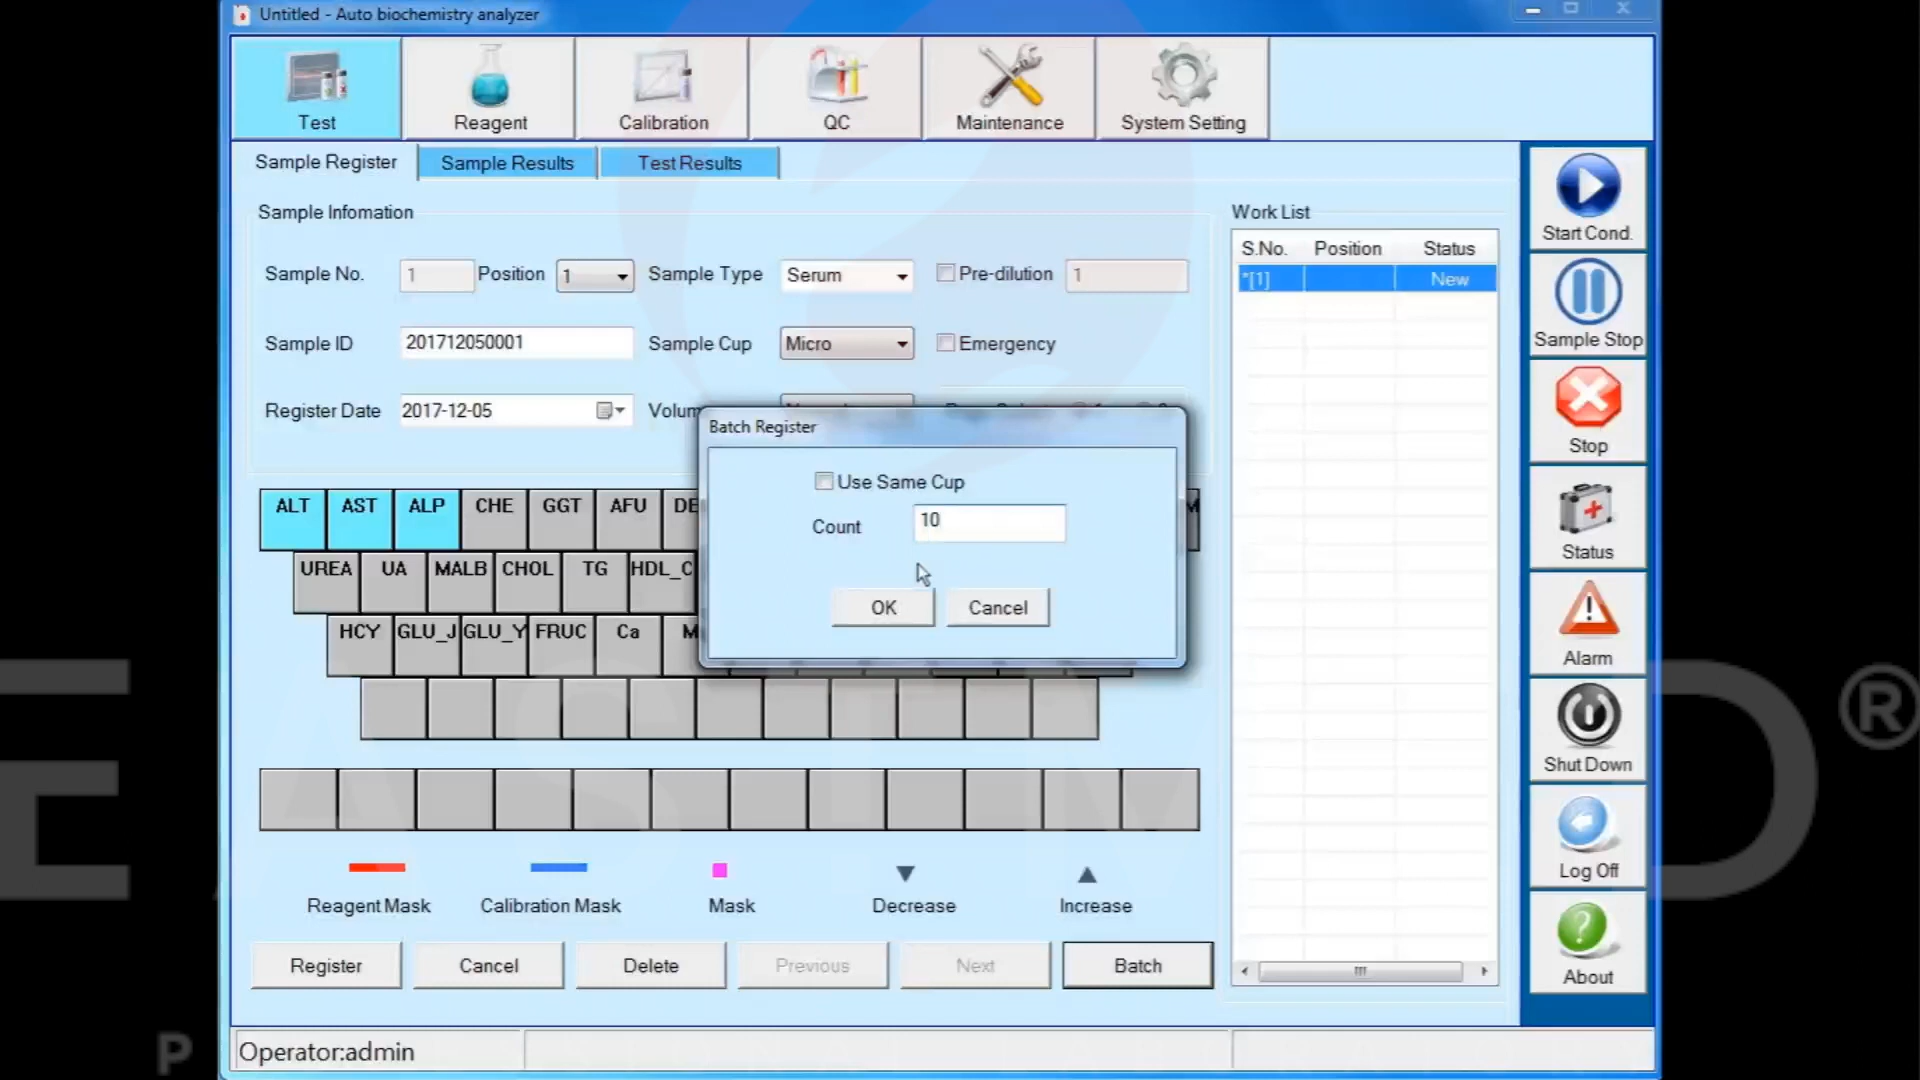 Untitled - Auto biochemistry analyzer
Test
Reagent
Calibration
QC
Maintenance
System Setting
Sample Register
Sample Results
Test Results
Sample Infomation
Sample No. 1 Position 1 Sample Type Serum Pre-dilution 1
Sample ID 201712050001 Sample Cup Micro Emergency
Register Date 2017-12-05 Volum
Batch Register
Use Same Cup
Count 10
OK Cancel
ALT AST ALP CHE GGT AFU DE M
UREA UA MALB CHOL TG HDL_C
HCY GLU_J GLU_Y FRUC Ca M
Reagent Mask
Calibration Mask
Mask
Decrease
Increase
Register Cancel Delete Previous Next Batch
Work List
S.No. Position Status
*[1] New
Start Cond.
Sample Stop
Stop
Status
Alarm
Shut Down
Log Off
About
Operator:admin
E
D®
P